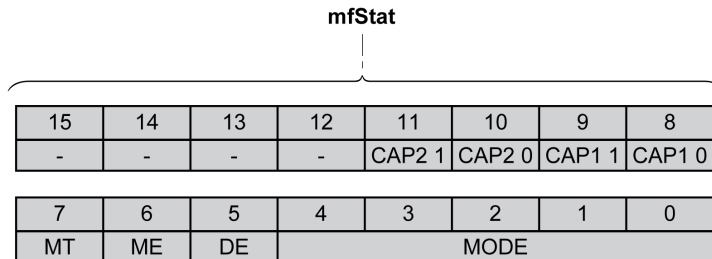 mfStat
15 14 13 12 11 10 9 8
- - - - CAP2 1 CAP2 0 CAP1 1 CAP1 0
7 6 5 4 3 2 1 0
MT ME DE MODE